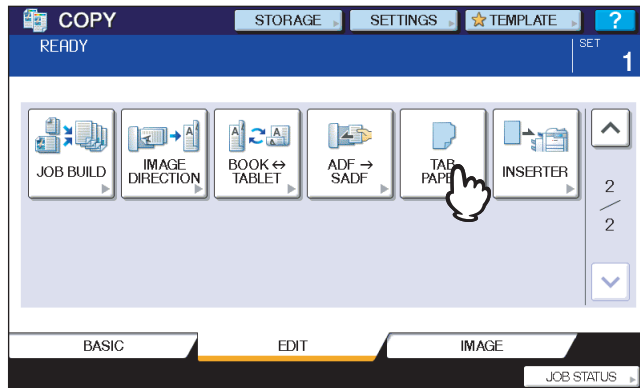 COPY
STORAGE
SETTINGS
TEMPLATE
?
READY
SET
1
JOB BUILD
IMAGE
DIRECTION
BOOK ↔
TABLET
ADF →
SADF
TAB
PAPE
INSERTER
2
/
2
BASIC
EDIT
IMAGE
JOB STATUS